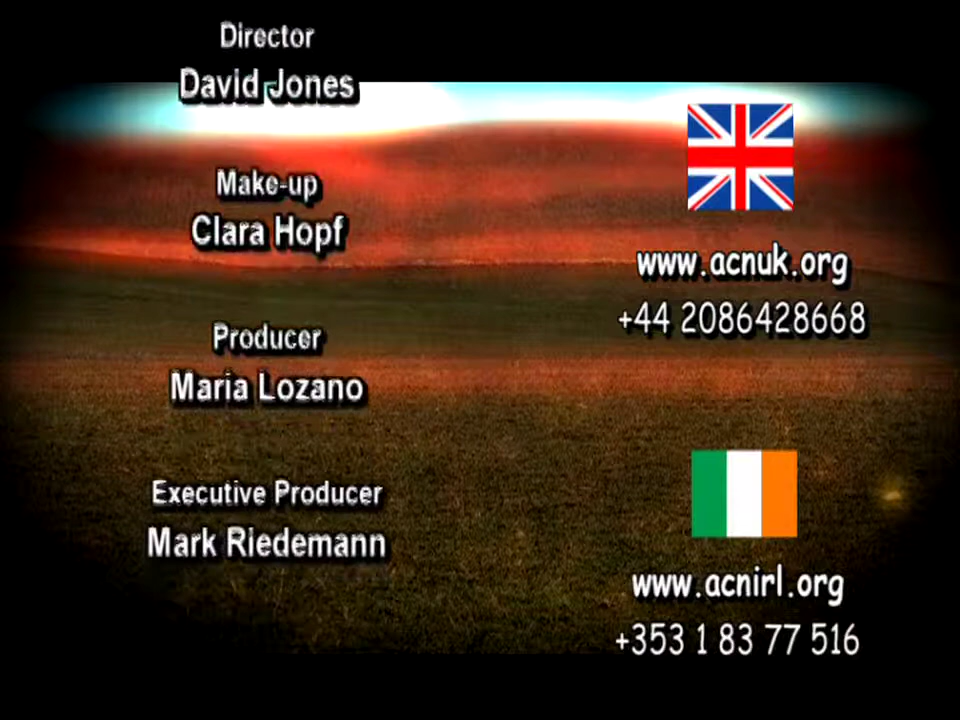 Director
David Jones
Make-up
Clara Hopf
Producer
Maria Lozano
Executive Producer
Mark Riedemann
www.acnuk.org
+44 2086428668
www.acnirl.org
+353 1 83 77 516